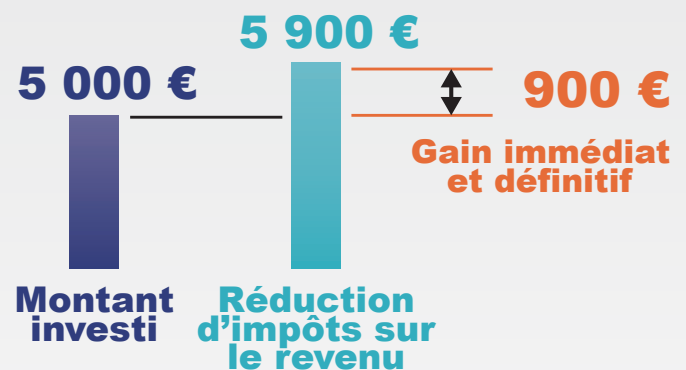 5 900 €
5 000 €
900 €
Gain immédiat
et définitif
Montant
investi
Réduction
d’impôts sur
le revenu